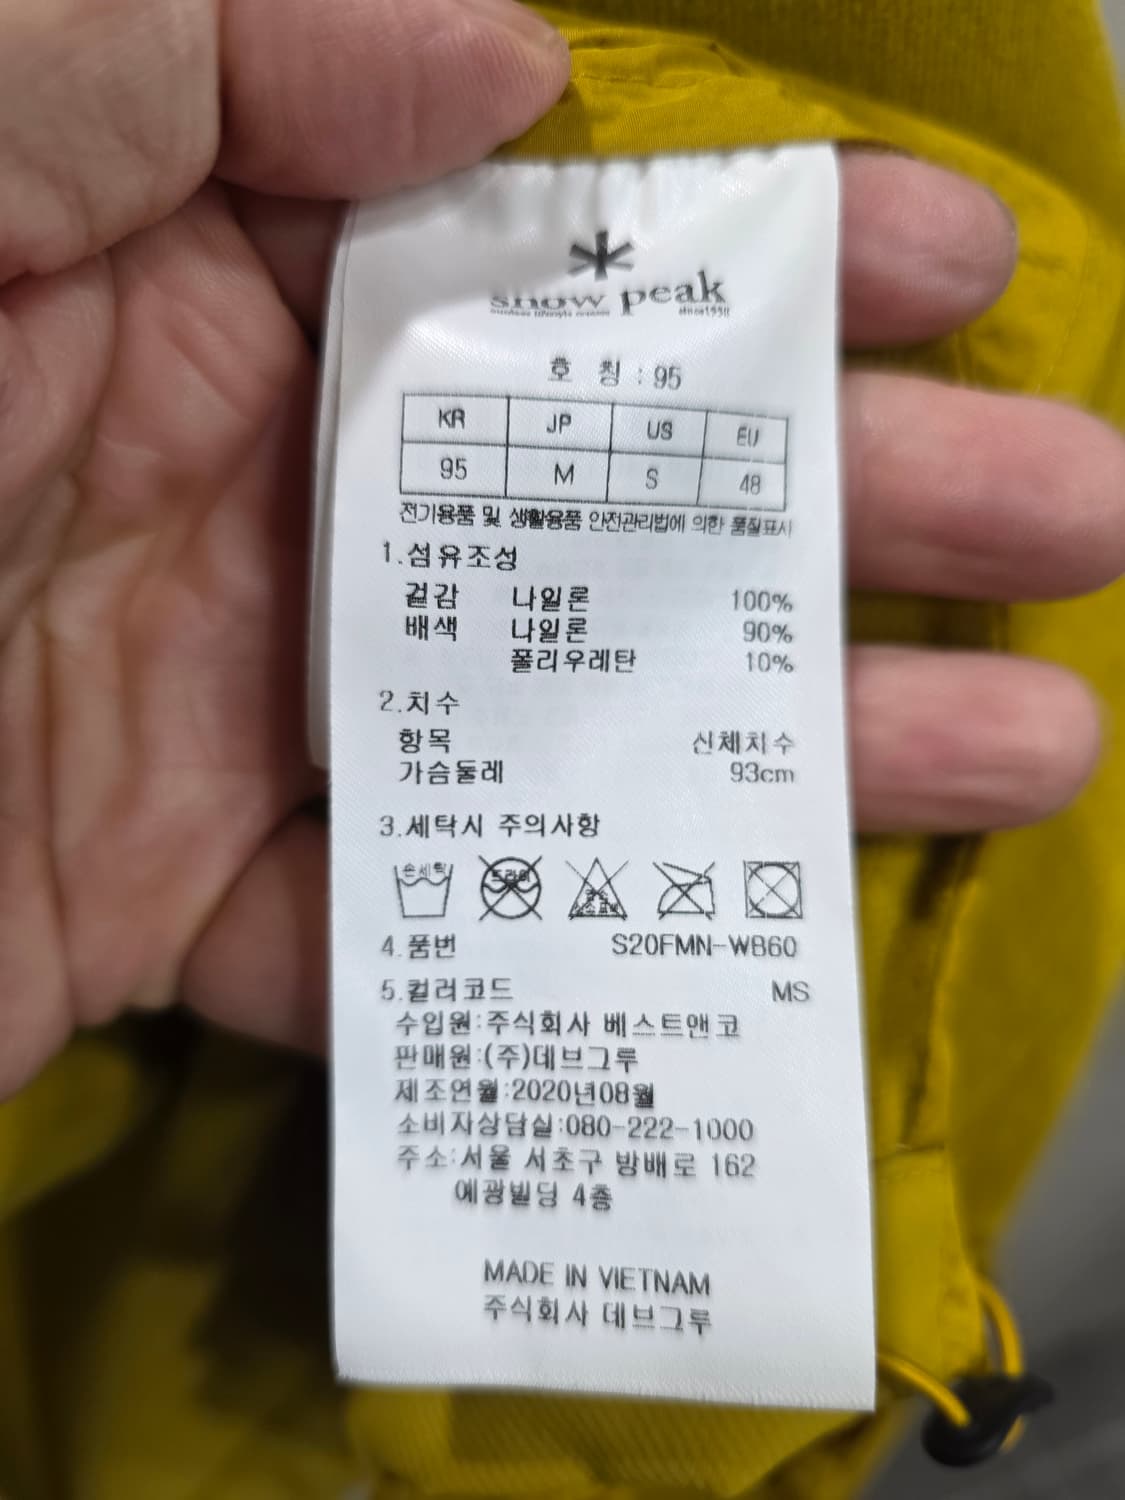 snow peak
since1958
호 칭 : 95
KR JP US EU
95 M S 48
전기용품 및 생활용품 안전관리법에 의한 품질표시
1.섬유조성
겉감 나일론 100%
배색 나일론 90%
폴리우레탄 10%
2.치수
항목 신체치수
가슴둘레 93cm
3.세탁시 주의사항
손세탁 드라이
4.품번 S20FMN-WB60
5.컬러코드 MS
수입원:주식회사 베스트앤코
판매원:(주)데브그루
제조연월:2020년08월
소비자상담실:080-222-1000
주소:서울 서초구 방배로 162
예광빌딩 4층
MADE IN VIETNAM
주식회사 데브그루